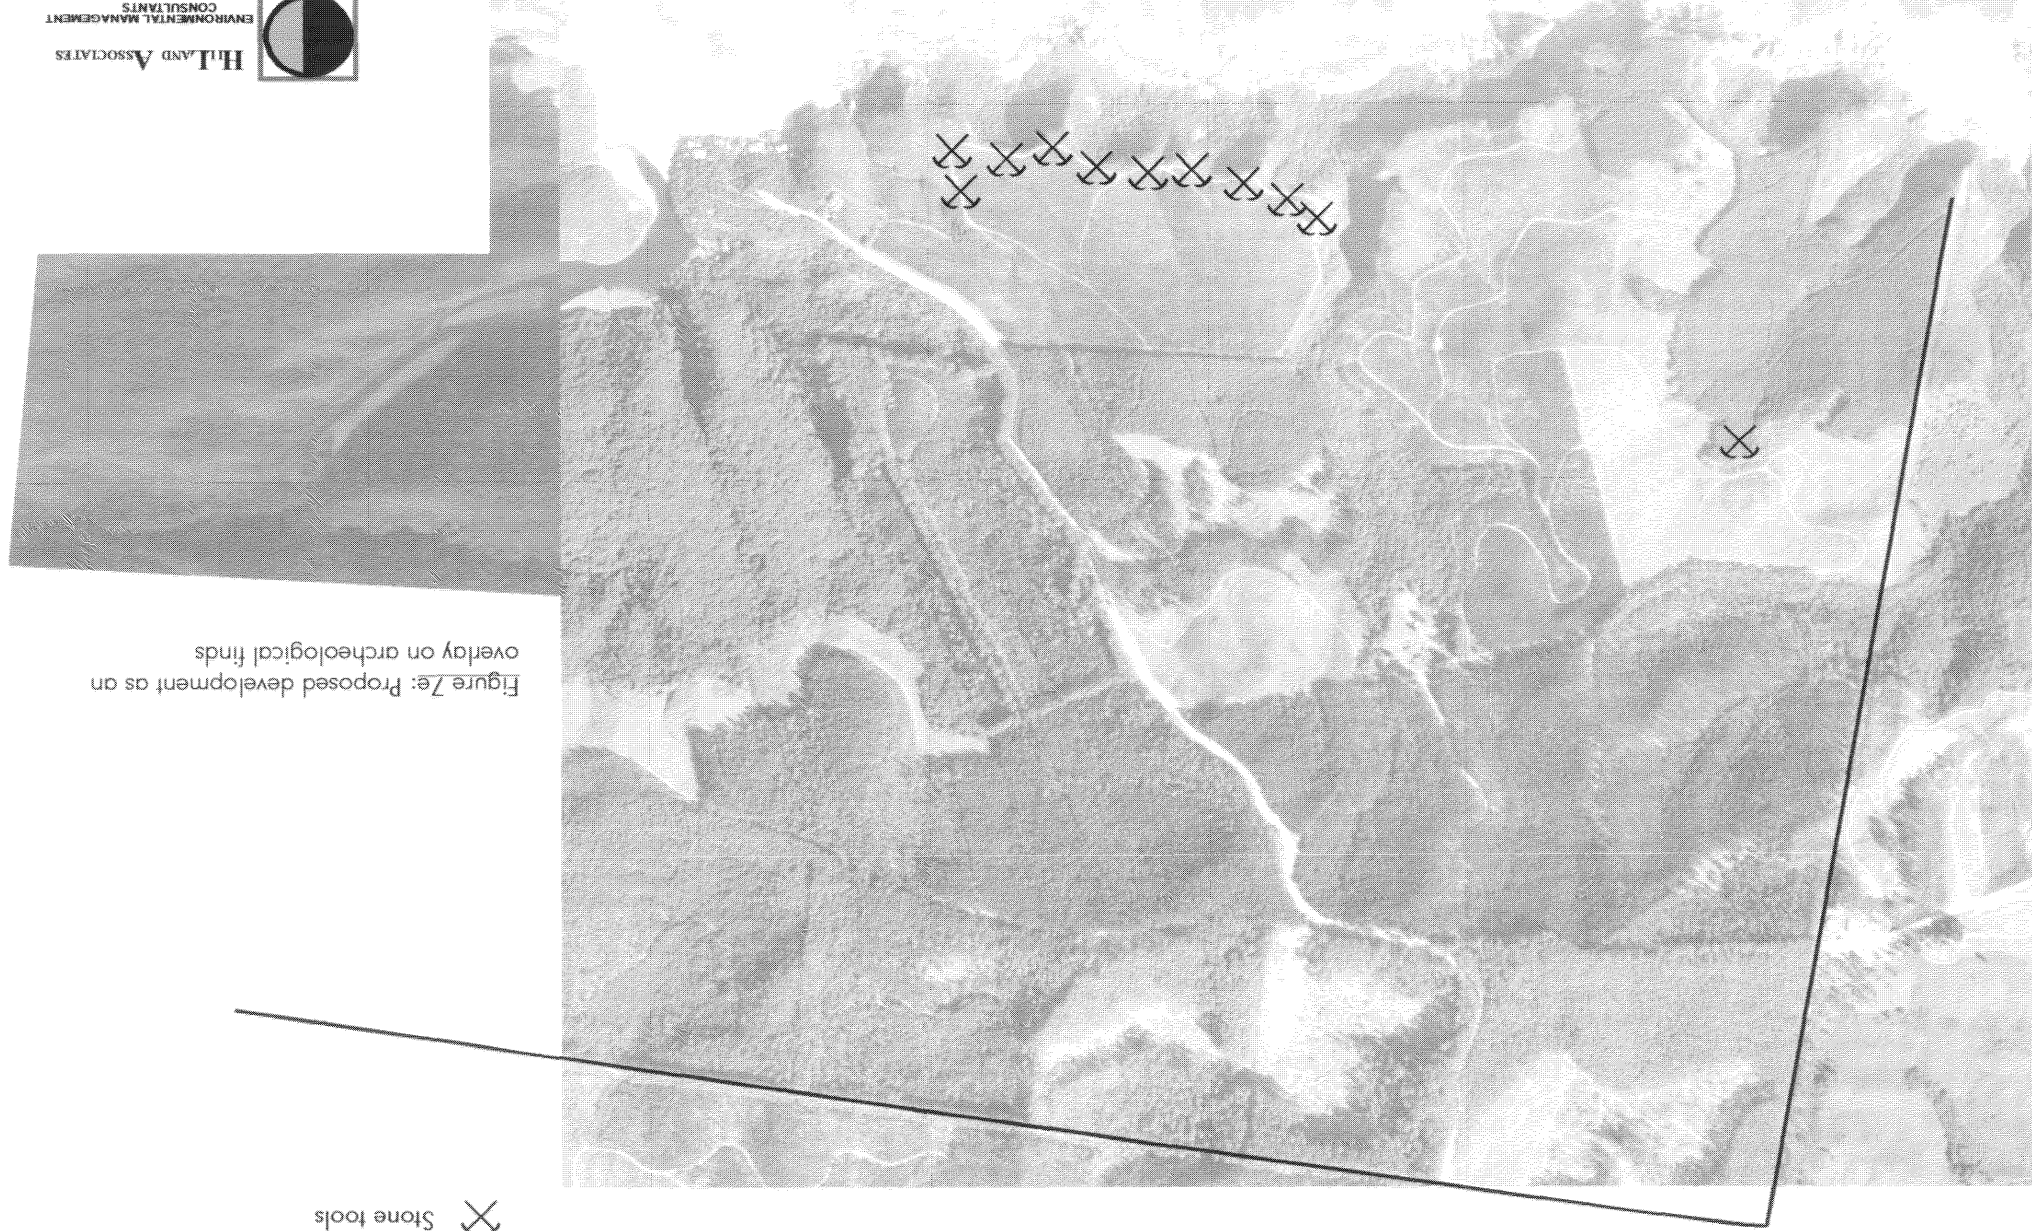 Stone tools
Figure 7e: Proposed development as an
overlay on archeological finds
HILLAND ASSOCIATES
ENVIRONMENTAL MANAGEMENT
CONSULTANTS